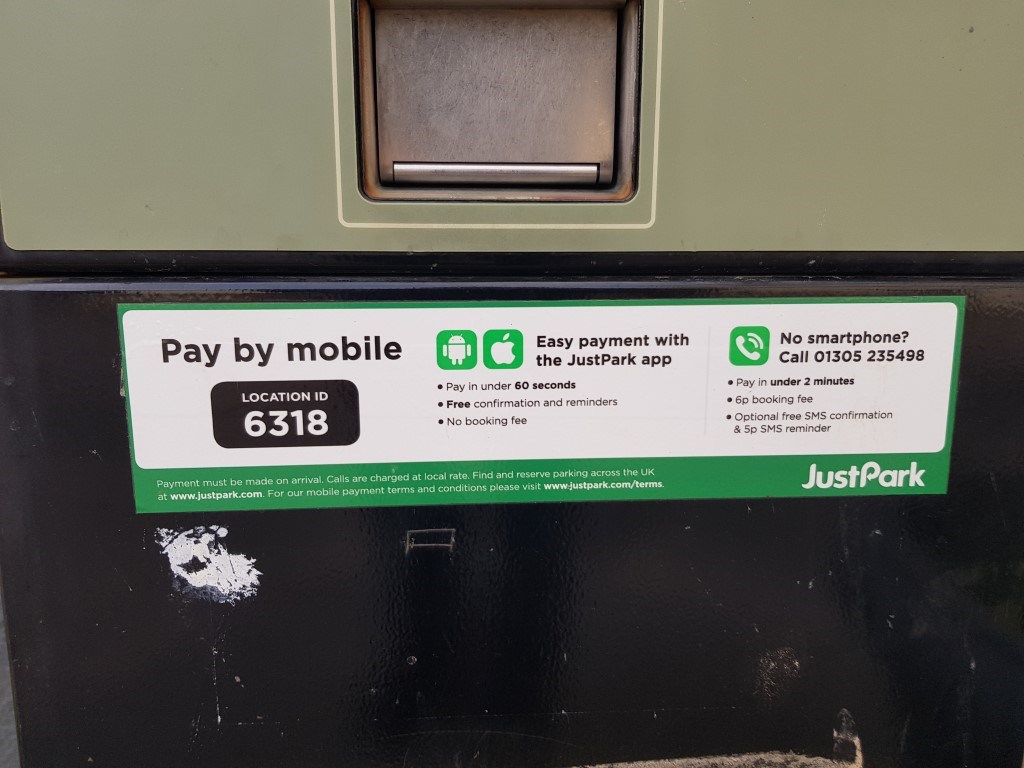 Pay by mobile
LOCATION ID
6318
Easy payment with
the JustPark app
• Pay in under 60 seconds
• Free confirmation and reminders
• No booking fee
No smartphone?
Call 01305 235498
• Pay in under 2 minutes
• 6p booking fee
• Optional free SMS confirmation
& 5p SMS reminder
Payment must be made on arrival. Calls are charged at local rate. Find and reserve parking across the UK
at www.justpark.com. For our mobile payment terms and conditions please visit www.justpark.com/terms.
JustPark